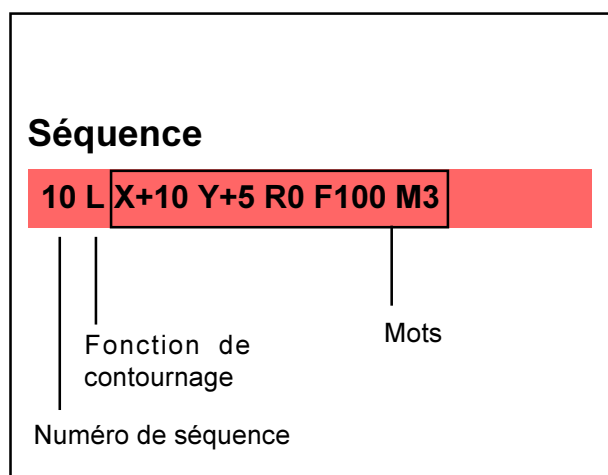 Séquence
10 L X+10 Y+5 R0 F100 M3
Fonction de
contournage
Mots
Numéro de séquence